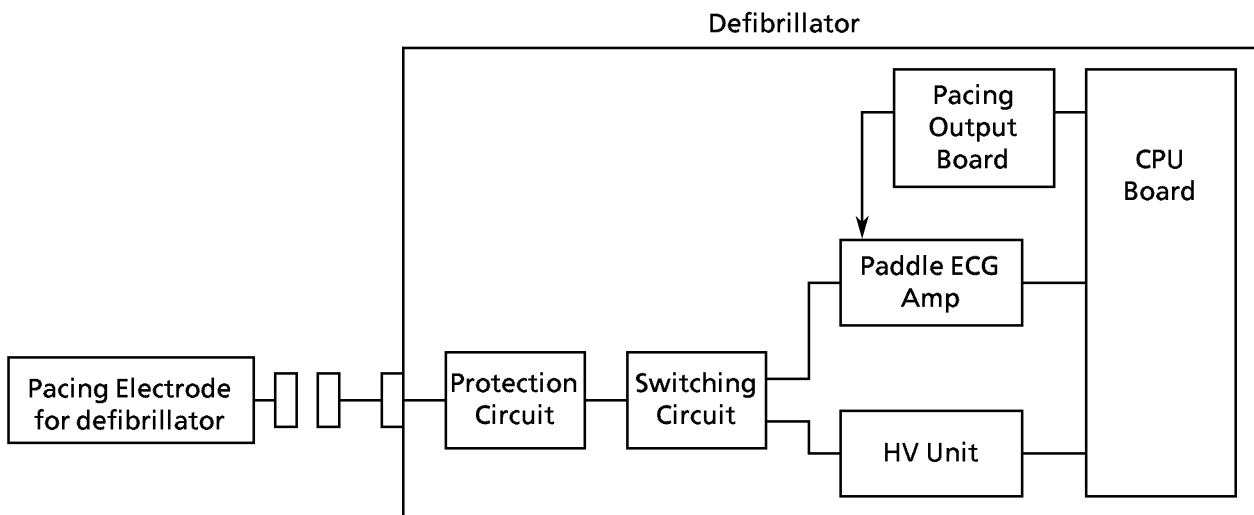 Defibrillator
Pacing
Output
Board
CPU
Board
Paddle ECG
Amp
Pacing Electrode
for defibrillator
Protection
Circuit
Switching
Circuit
HV Unit